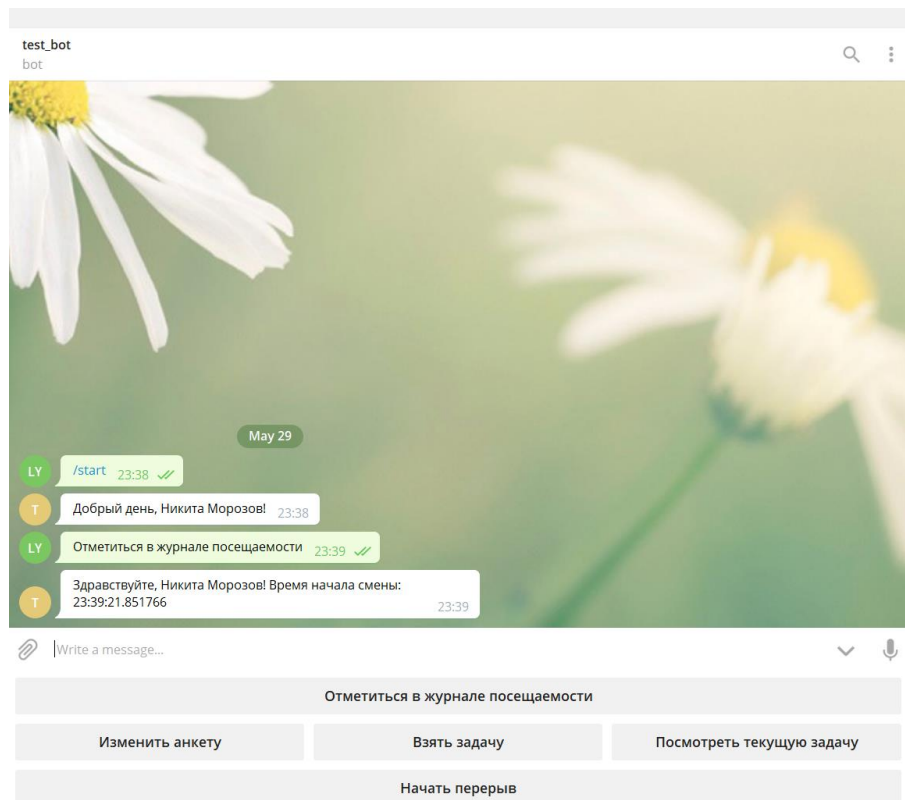 test_bot
bot
May 29
LY
/start 23:38
T
Добрый день, Никита Морозов! 23:38
LY
Отметиться в журнале посещаемости 23:39
Здравствуйте, Никита Морозов! Время начала смены:
T
23:39:21.851766 23:39
Write a message...
Отметиться в журнале посещаемости
Изменить анкету Взять задачу Посмотреть текущую задачу
Начать перерыв